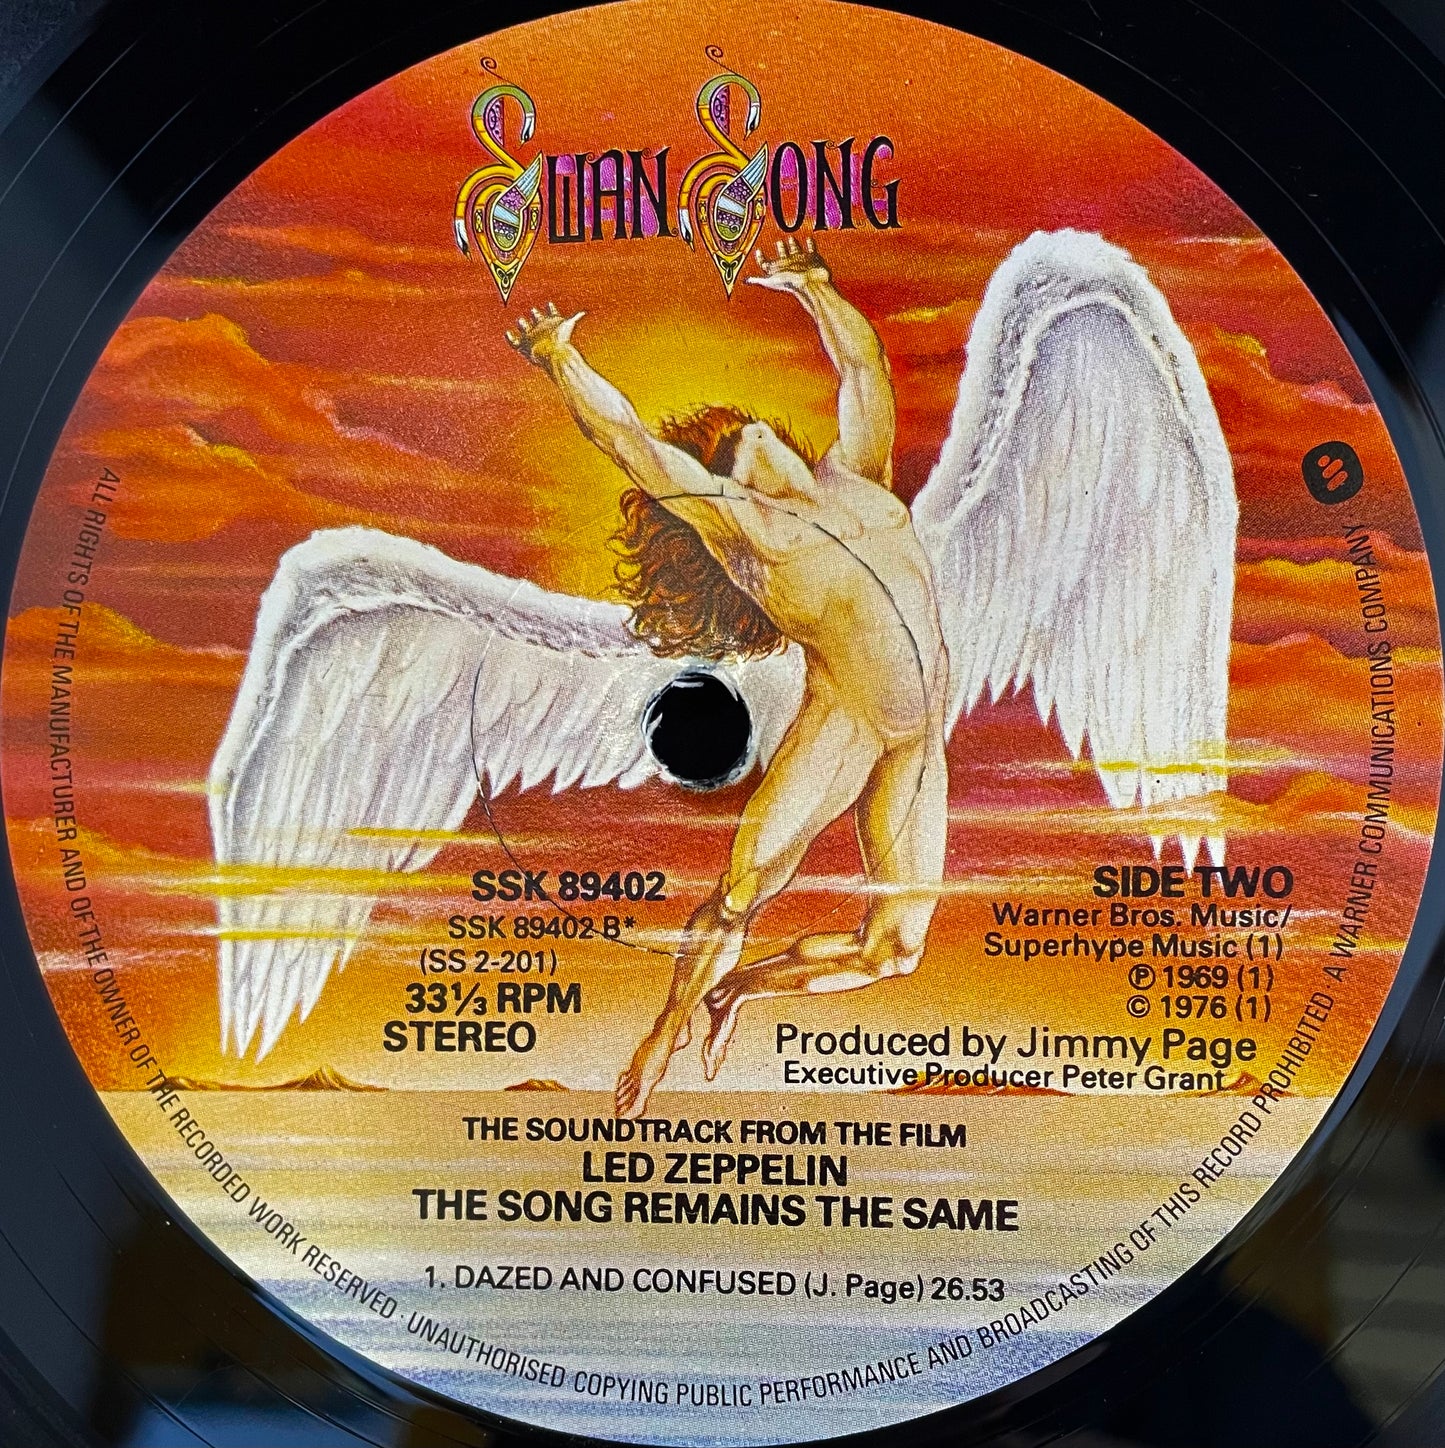 SWAN SONG
SSK 89402
SSK 89402 B*
(SS 2-201)
33⅓ RPM
STEREO
SIDE TWO
Warner Bros. Music/
Superhype Music (1)
℗ 1969 (1)
© 1976 (1)
Produced by Jimmy Page
Executive Producer Peter Grant
THE SOUNDTRACK FROM THE FILM
LED ZEPPELIN
THE SONG REMAINS THE SAME
1. DAZED AND CONFUSED (J. Page) 26.53
ALL RIGHTS OF THE MANUFACTURER AND OF THE OWNER OF THE RECORDED WORK RESERVED · UNAUTHORISED COPYING PUBLIC PERFORMANCE AND BROADCASTING OF THIS RECORD PROHIBITED · A WARNER COMMUNICATIONS COMPANY ·